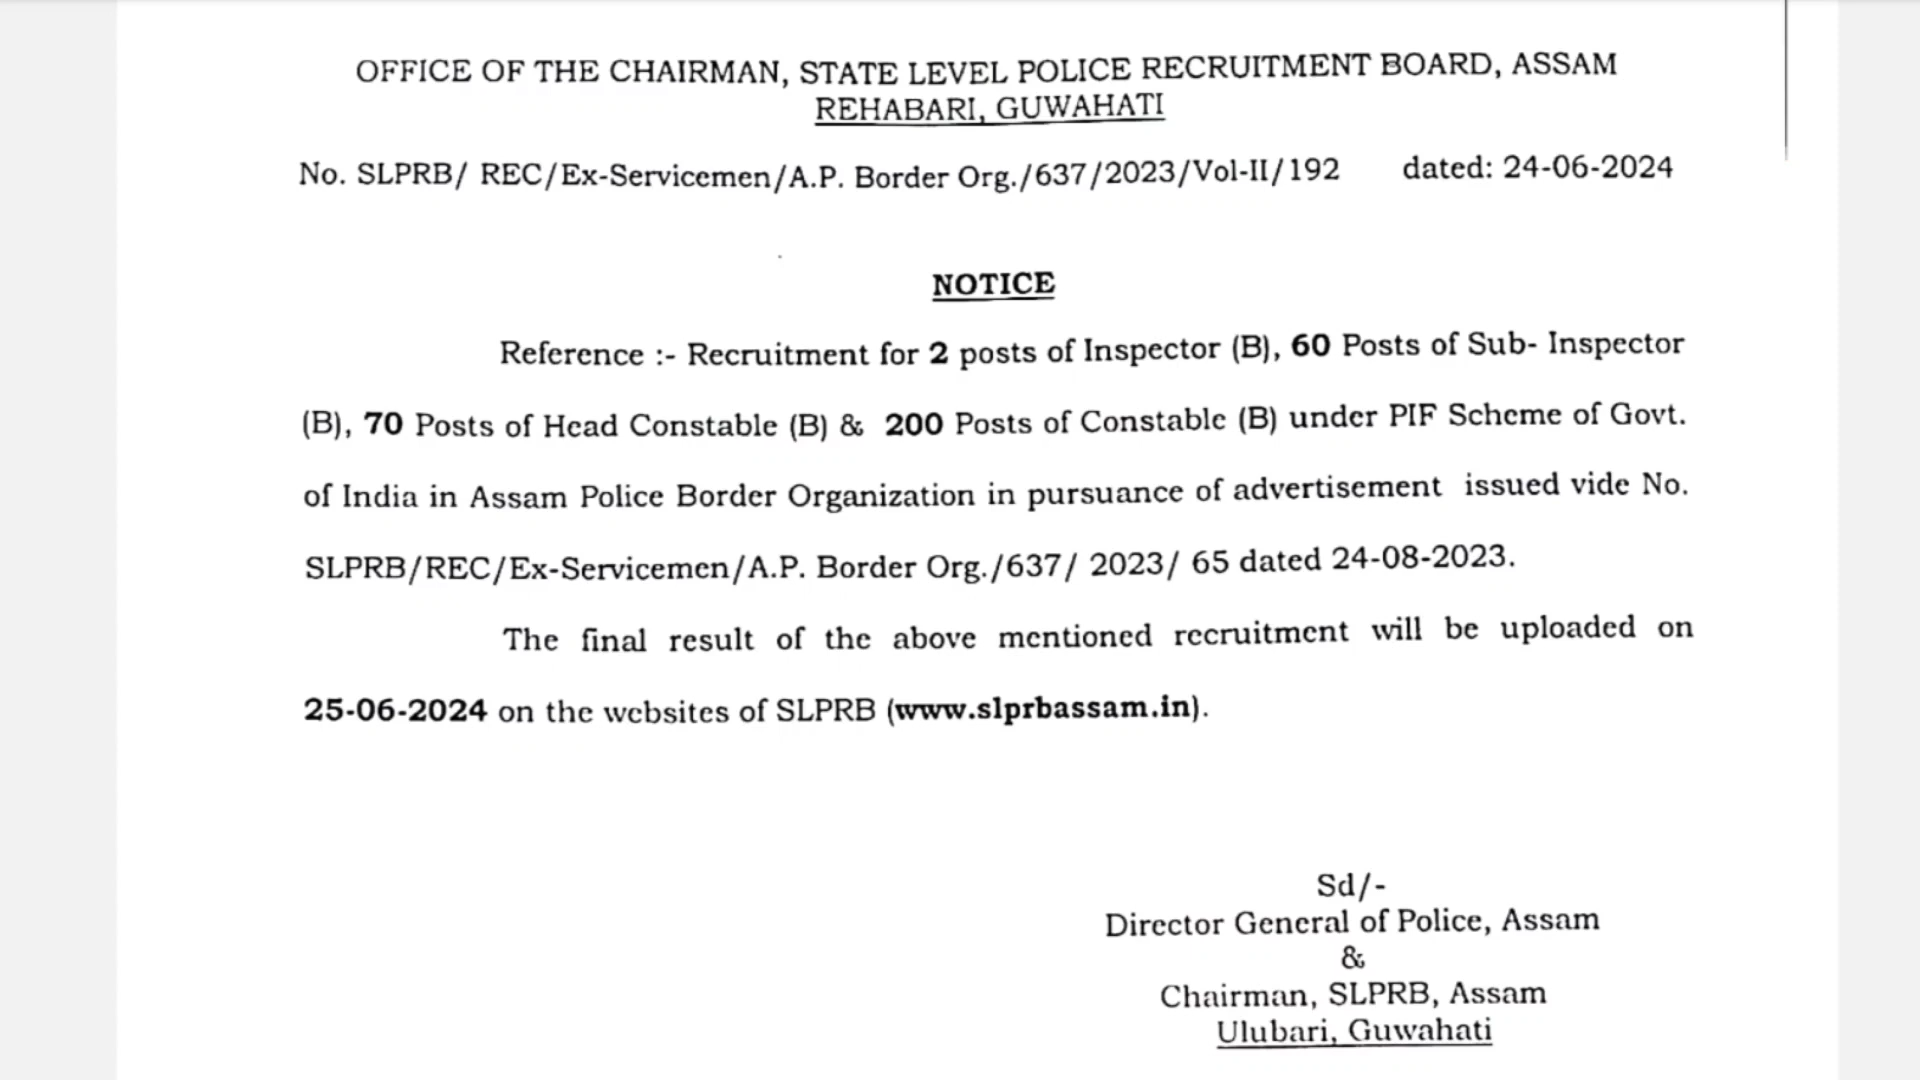 OFFICE OF THE CHAIRMAN, STATE LEVEL POLICE RECRUITMENT BOARD, ASSAM
REHABARI, GUWAHATI
No. SLPRB/ REC/Ex-Servicemen/A.P. Border Org./637/2023/Vol-II/192 dated: 24-06-2024
NOTICE
Reference :- Recruitment for 2 posts of Inspector (B), 60 Posts of Sub- Inspector
(B), 70 Posts of Head Constable (B) & 200 Posts of Constable (B) under PIF Scheme of Govt.
of India in Assam Police Border Organization in pursuance of advertisement issued vide No.
SLPRB/REC/Ex-Servicemen/A.P. Border Org./637/ 2023/ 65 dated 24-08-2023.
The final result of the above mentioned recruitment will be uploaded on
25-06-2024 on the websites of SLPRB (www.slprbassam.in).
Sd/-
Director General of Police, Assam
&
Chairman, SLPRB, Assam
Ulubari, Guwahati